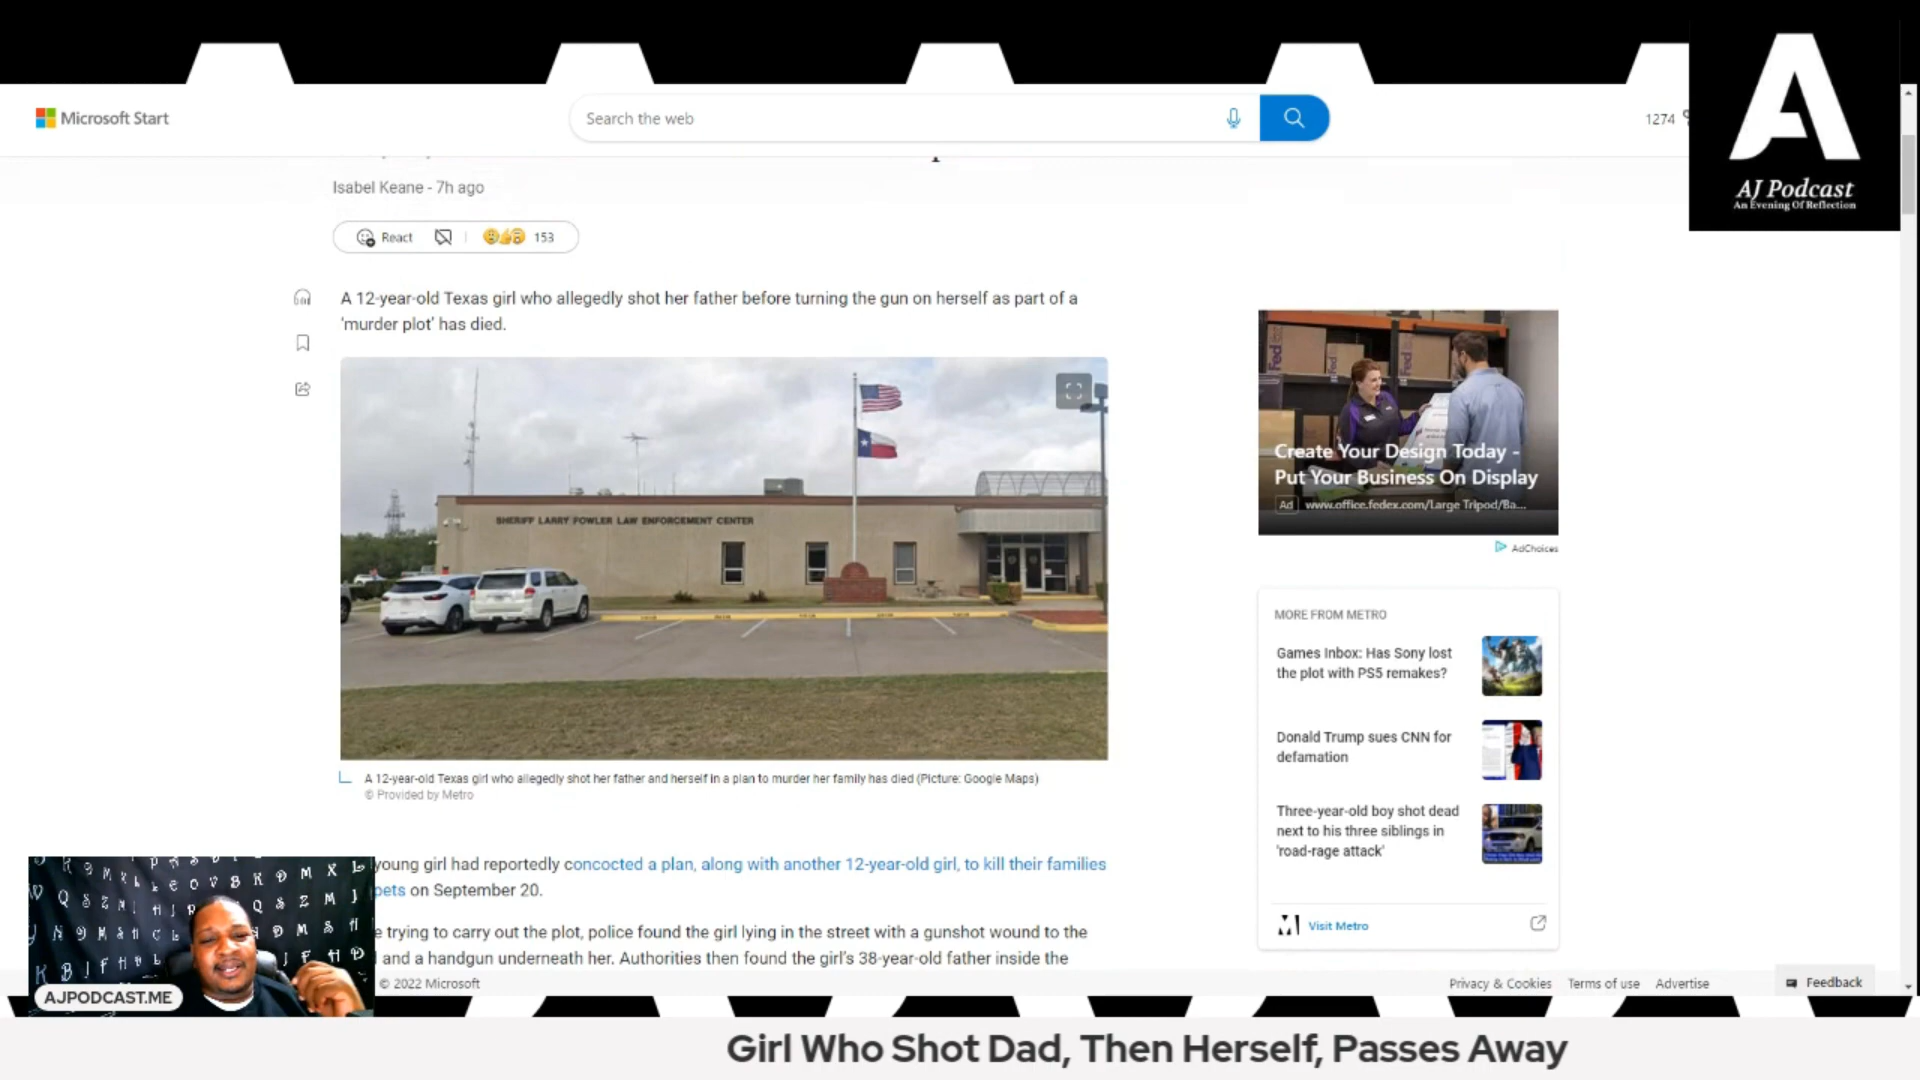 Microsoft Start
Search the web
1274
A
AJ Podcast
An Evening Of Reflection
Isabel Keane - 7h ago
React
153
A 12-year-old Texas girl who allegedly shot her father before turning the gun on herself as part of a
'murder plot' has died.
SHERIFF LARRY FOWLER LAW ENFORCEMENT CENTER
A 12-year-old Texas girl who allegedly shot her father and herself in a plan to murder her family has died (Picture: Google Maps)
© Provided by Metro
young girl had reportedly concocted a plan, along with another 12-year-old girl, to kill their families
pets on September 20.
trying to carry out the plot, police found the girl lying in the street with a gunshot wound to the
and a handgun underneath her. Authorities then found the girl's 38-year-old father inside the
FedEx
FedEx
Create Your Design Today -
Put Your Business On Display
Ad www.office.fedex.com/Large Tripod/Ba...
AdChoices
MORE FROM METRO
Games Inbox: Has Sony lost
the plot with PS5 remakes?
Donald Trump sues CNN for
defamation
Three-year-old boy shot dead
next to his three siblings in
'road-rage attack'
Visit Metro
AJPODCAST.ME
© 2022 Microsoft
Privacy & Cookies
Terms of use
Advertise
Feedback
Girl Who Shot Dad, Then Herself, Passes Away